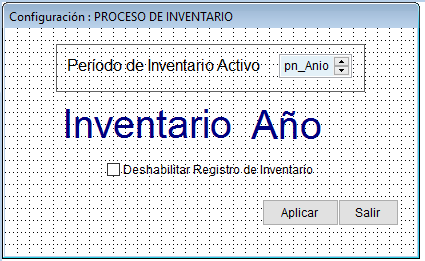 Configuración : PROCESO DE INVENTARIO
Período de Inventario Activo pn_Anio
Inventario Año
Deshabilitar Registro de Inventario
Aplicar Salir